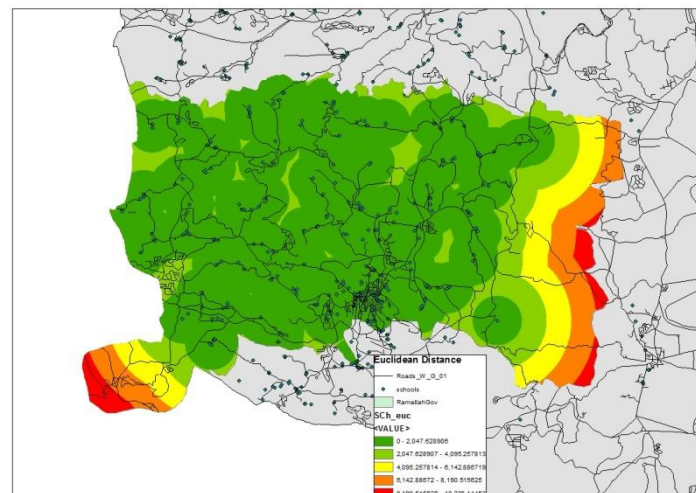 Euclidean Distance
Roads_W_G_01
schools
RamallahGov
SCh_euc
<VALUE>
0 - 2,047.628906
2,047.628907 - 4,095.257813
4,095.257814 - 6,142.886719
6,142.88672 - 8,190.515625